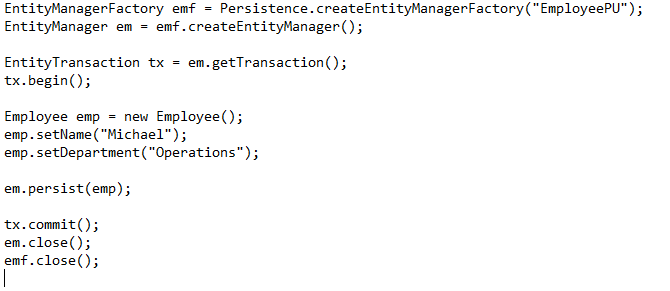 EntityManagerFactory emf = Persistence.createEntityManagerFactory("EmployeePU");
EntityManager em = emf.createEntityManager();
EntityTransaction tx = em.getTransaction();
tx.begin();
Employee emp = new Employee();
emp.setName("Michael");
emp.setDepartment("Operations");
em.persist(emp);
tx.commit();
em.close();
emf.close();